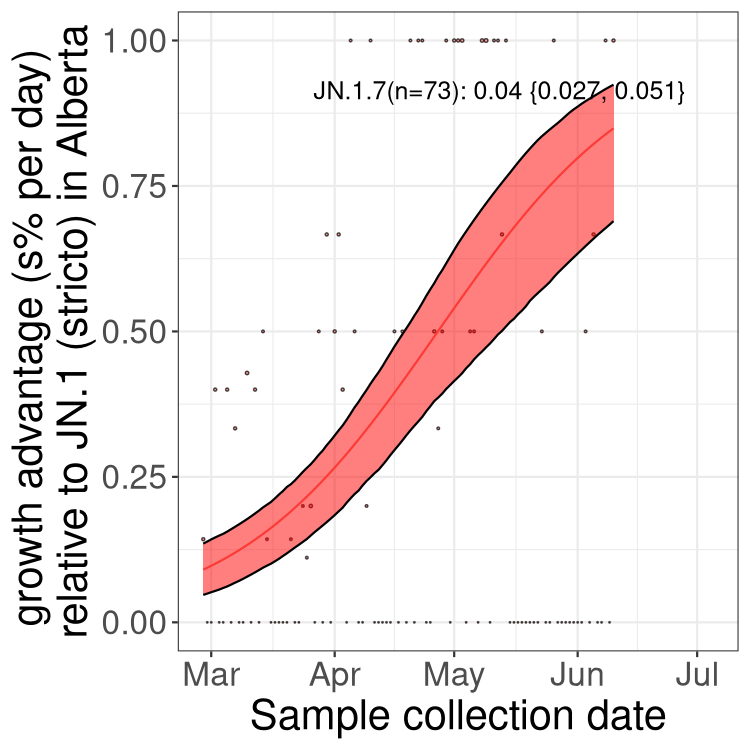 growth advantage (s% per day)
relative to JN.1 (stricto) in Alberta
1.00
0.75
0.50
0.25
0.00
JN.1.7(n=73): 0.04 {0.027, 0.051}
Mar Apr May Jun Jul
Sample collection date